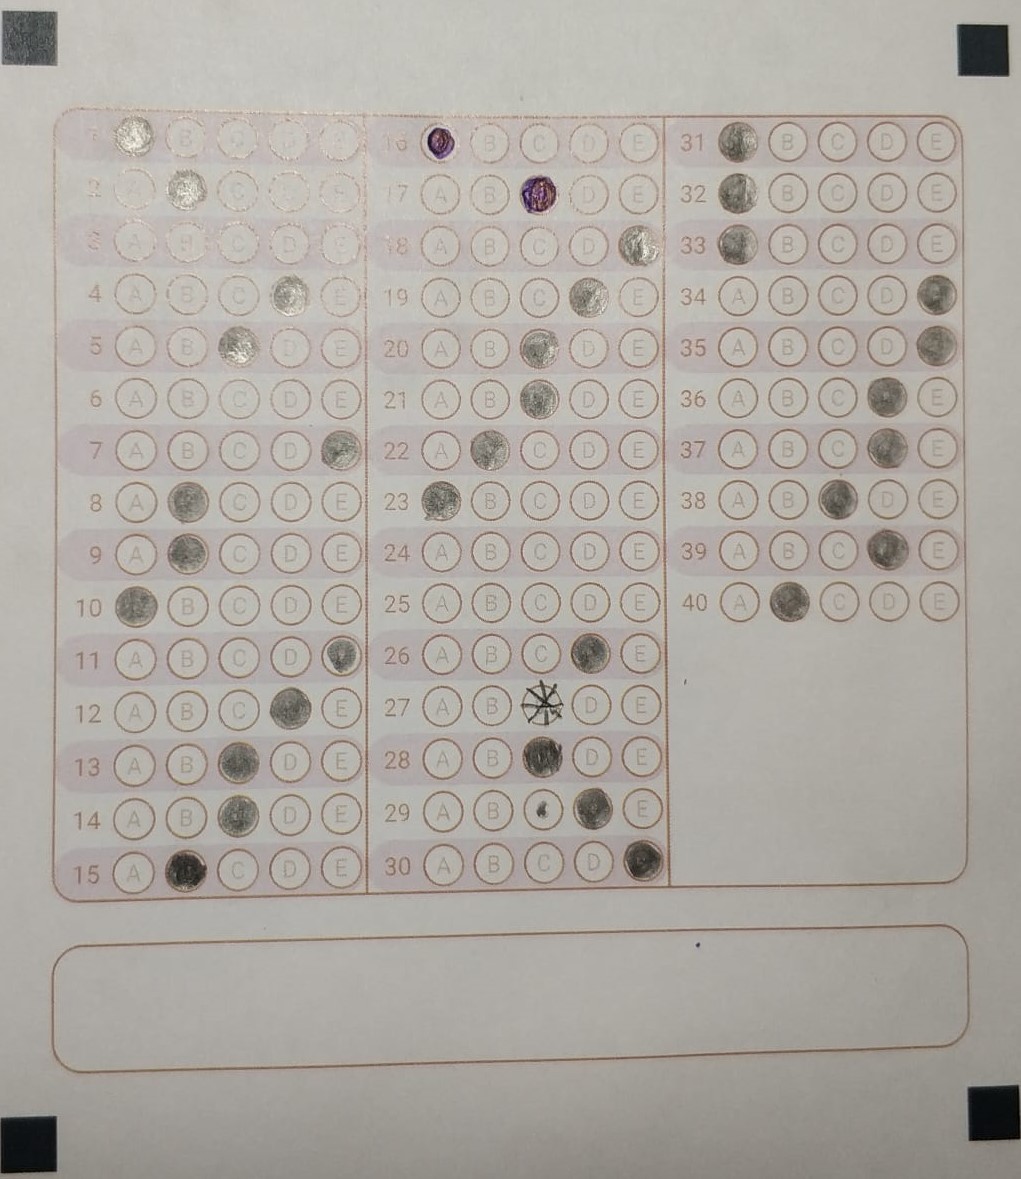 1 B
2 C
3 A B C D E
4 A B C E
5 A B D E
6 A B C D E
7 A B C D
8 A C D E
9 A C D E
10 B C D E
11 A B C D
12 A B C E
13 A B D E
14 A B D E
15 A C D E
16 B C D E
17 A B D E
18 A B C D
19 A B C E
20 A B D E
21 A B D E
22 A C D E
23 B C D E
24 A B C D E
25 A B C D E
26 A B C E
27 A B D E
28 A B D E
29 A B E
30 A B C D
31 B C D E
32 B C D E
33 B C D E
34 A B C D
35 A B C D
36 A B C E
37 A B C E
38 A B D E
39 A B C E
40 A C D E